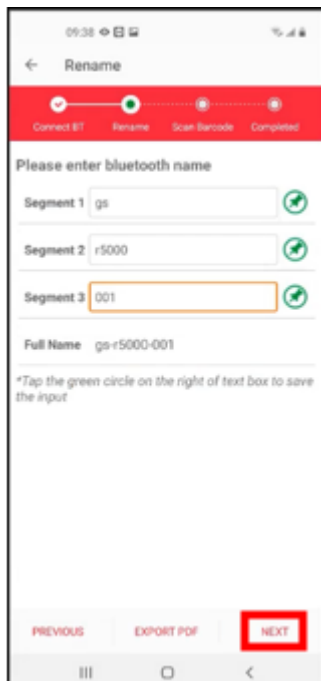 09:38
Rename
Connect BT Rename Scan Barcode Completed
Please enter bluetooth name
Segment 1 gs
Segment 2 r5000
Segment 3 001
Full Name gs-r5000-001
*Tap the green circle on the right of text box to save
the input
PREVIOUS EXPORT PDF NEXT